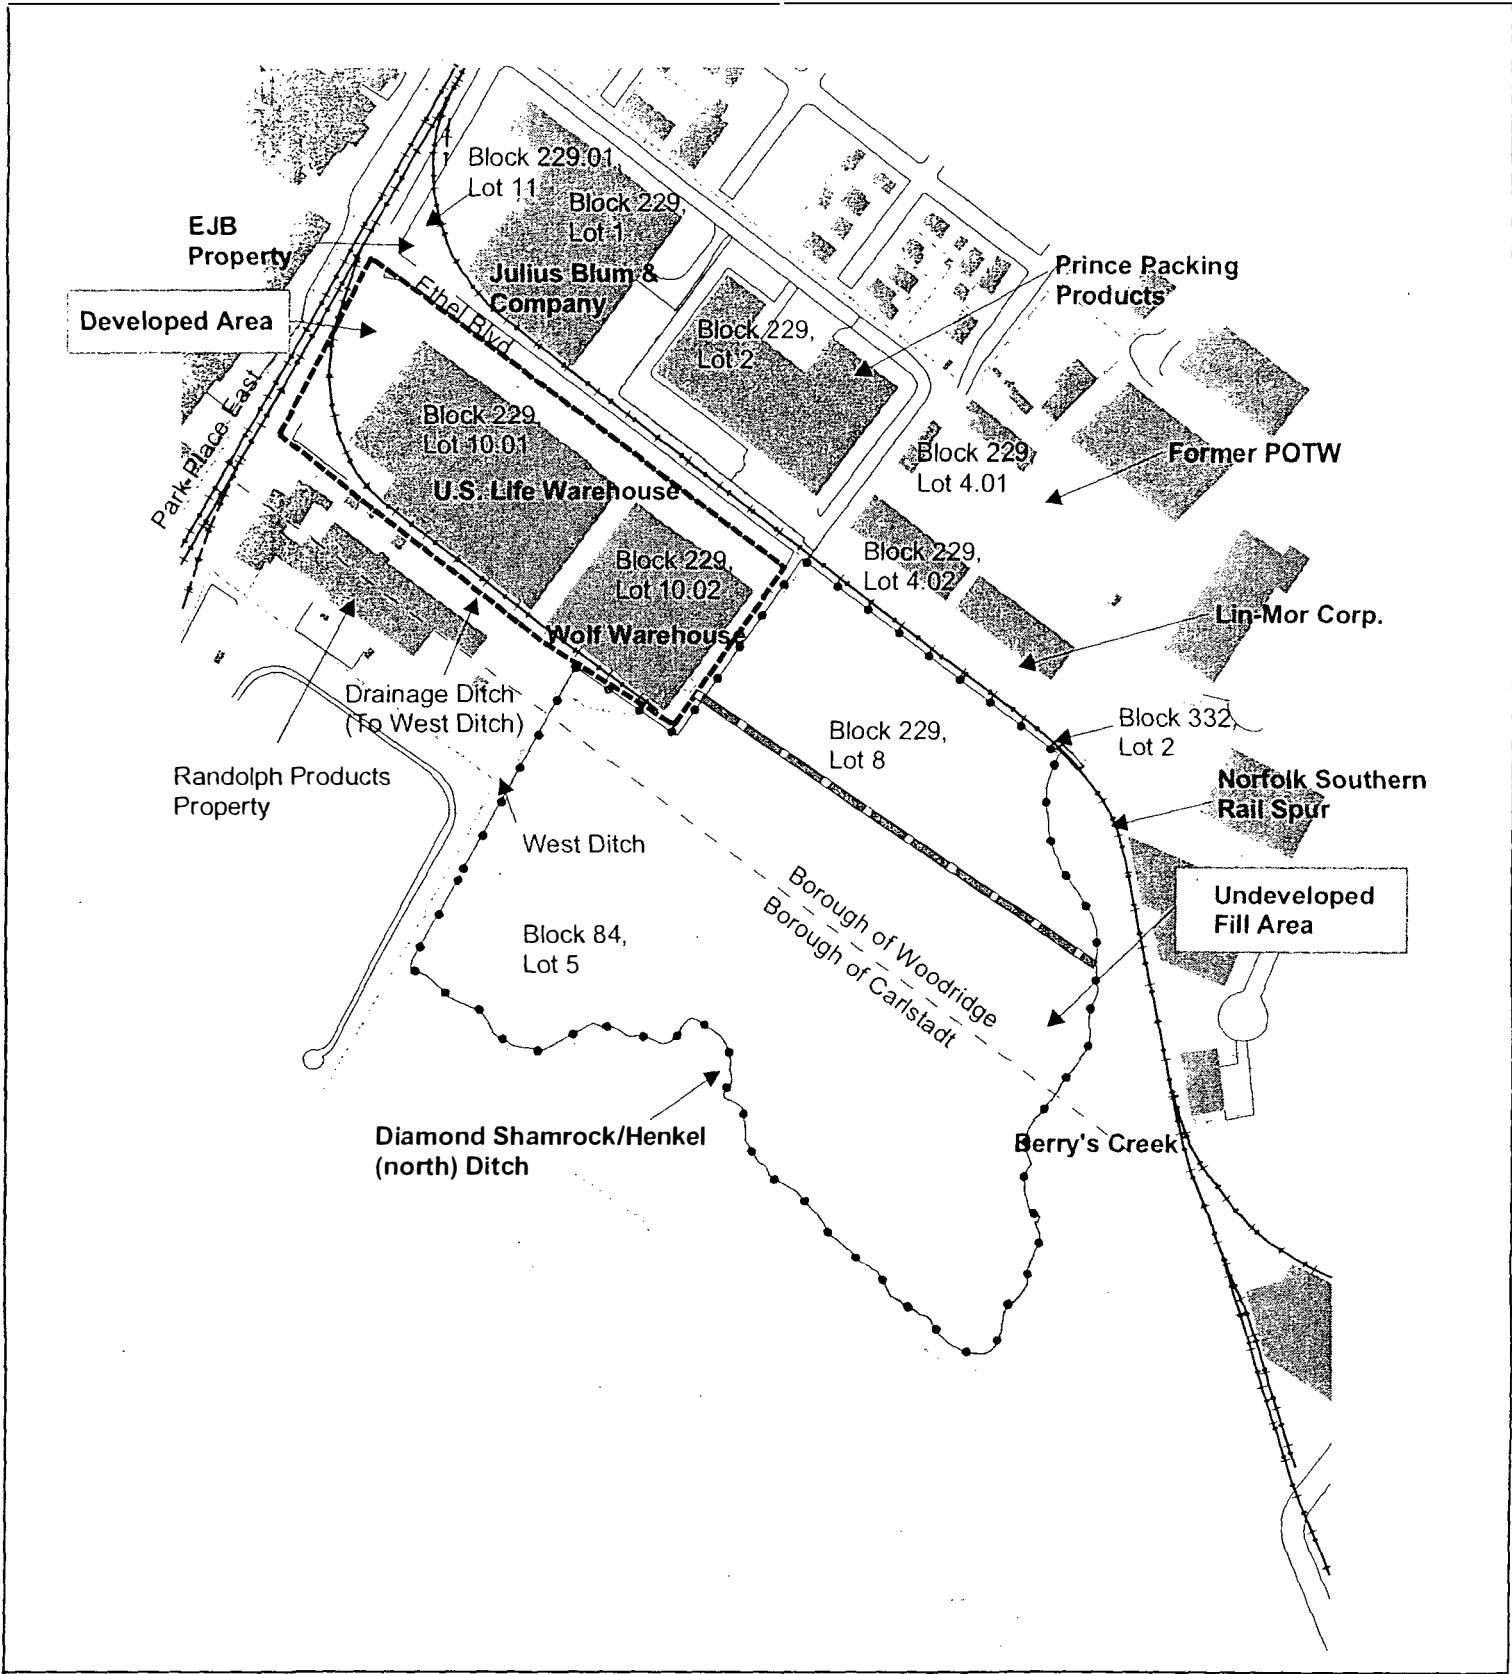 Block 229.01,
Lot 11
Block 229,
Lot 1
EJB
Property
Julius Blum &
Company
Prince Packing
Products
Ethel Blvd
Developed Area
Block 229,
Lot 2
Park Place East
Block 229,
Lot 10.01
Block 229,
Lot 4.01
Former POTW
U.S. Life Warehouse
Block 229,
Lot 10.02
Block 229,
Lot 4.02
Lin-Mor Corp.
Wolf Warehouse
Drainage Ditch
(To West Ditch)
Block 229,
Lot 8
Block 332,
Lot 2
Randolph Products
Property
Norfolk Southern
Rail Spur
West Ditch
Undeveloped
Fill Area
Borough of Woodridge
Borough of Carlstadt
Block 84,
Lot 5
Diamond Shamrock/Henkel
(north) Ditch
Berry's Creek